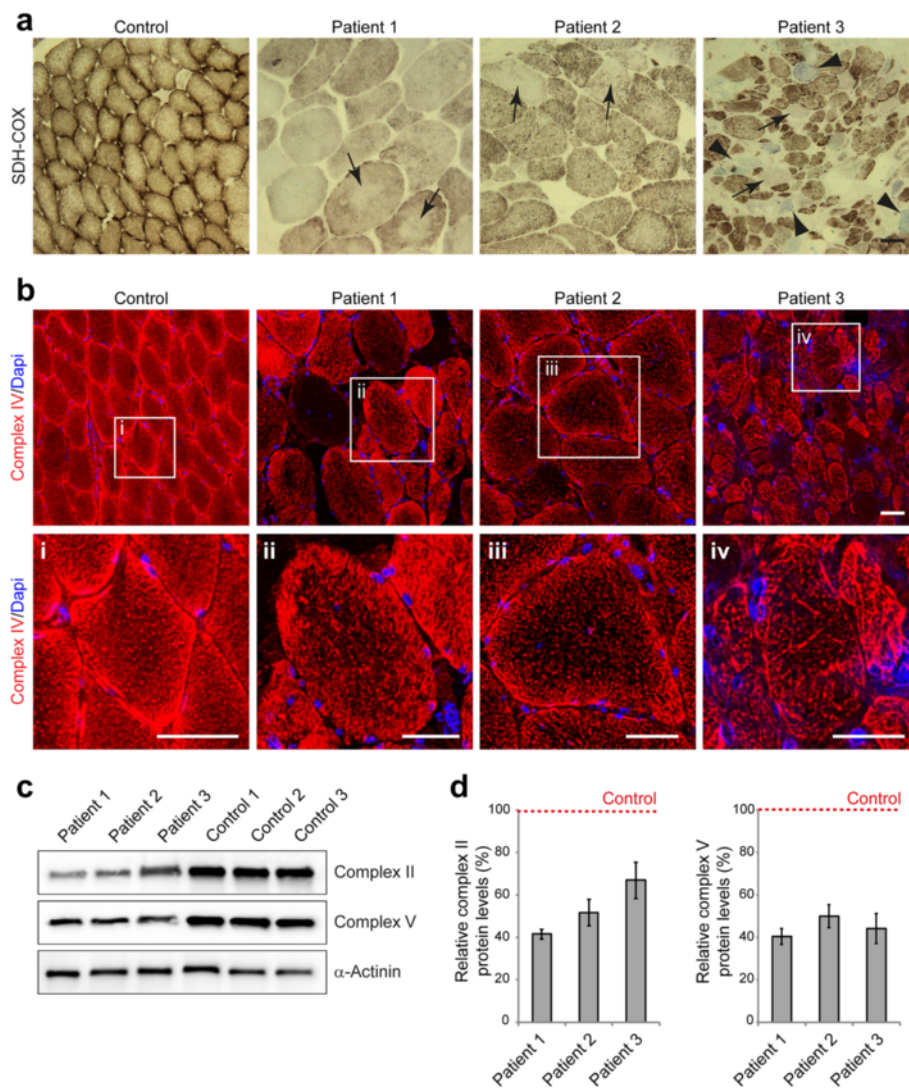 a
Control Patient 1 Patient 2 Patient 3
SDH-COX
b
Control Patient 1 Patient 2 Patient 3
Complex IV/Dapi
i ii iii iv
Complex IV/Dapi
i ii iii iv
c
Patient 1 Patient 2 Patient 3 Control 1 Control 2 Control 3
Complex II
Complex V
α-Actinin
d
Relative complex II
protein levels (%)
100
80
60
40
20
0
Control
Patient 1 Patient 2 Patient 3
Relative complex V
protein levels (%)
100
80
60
40
20
0
Control
Patient 1 Patient 2 Patient 3